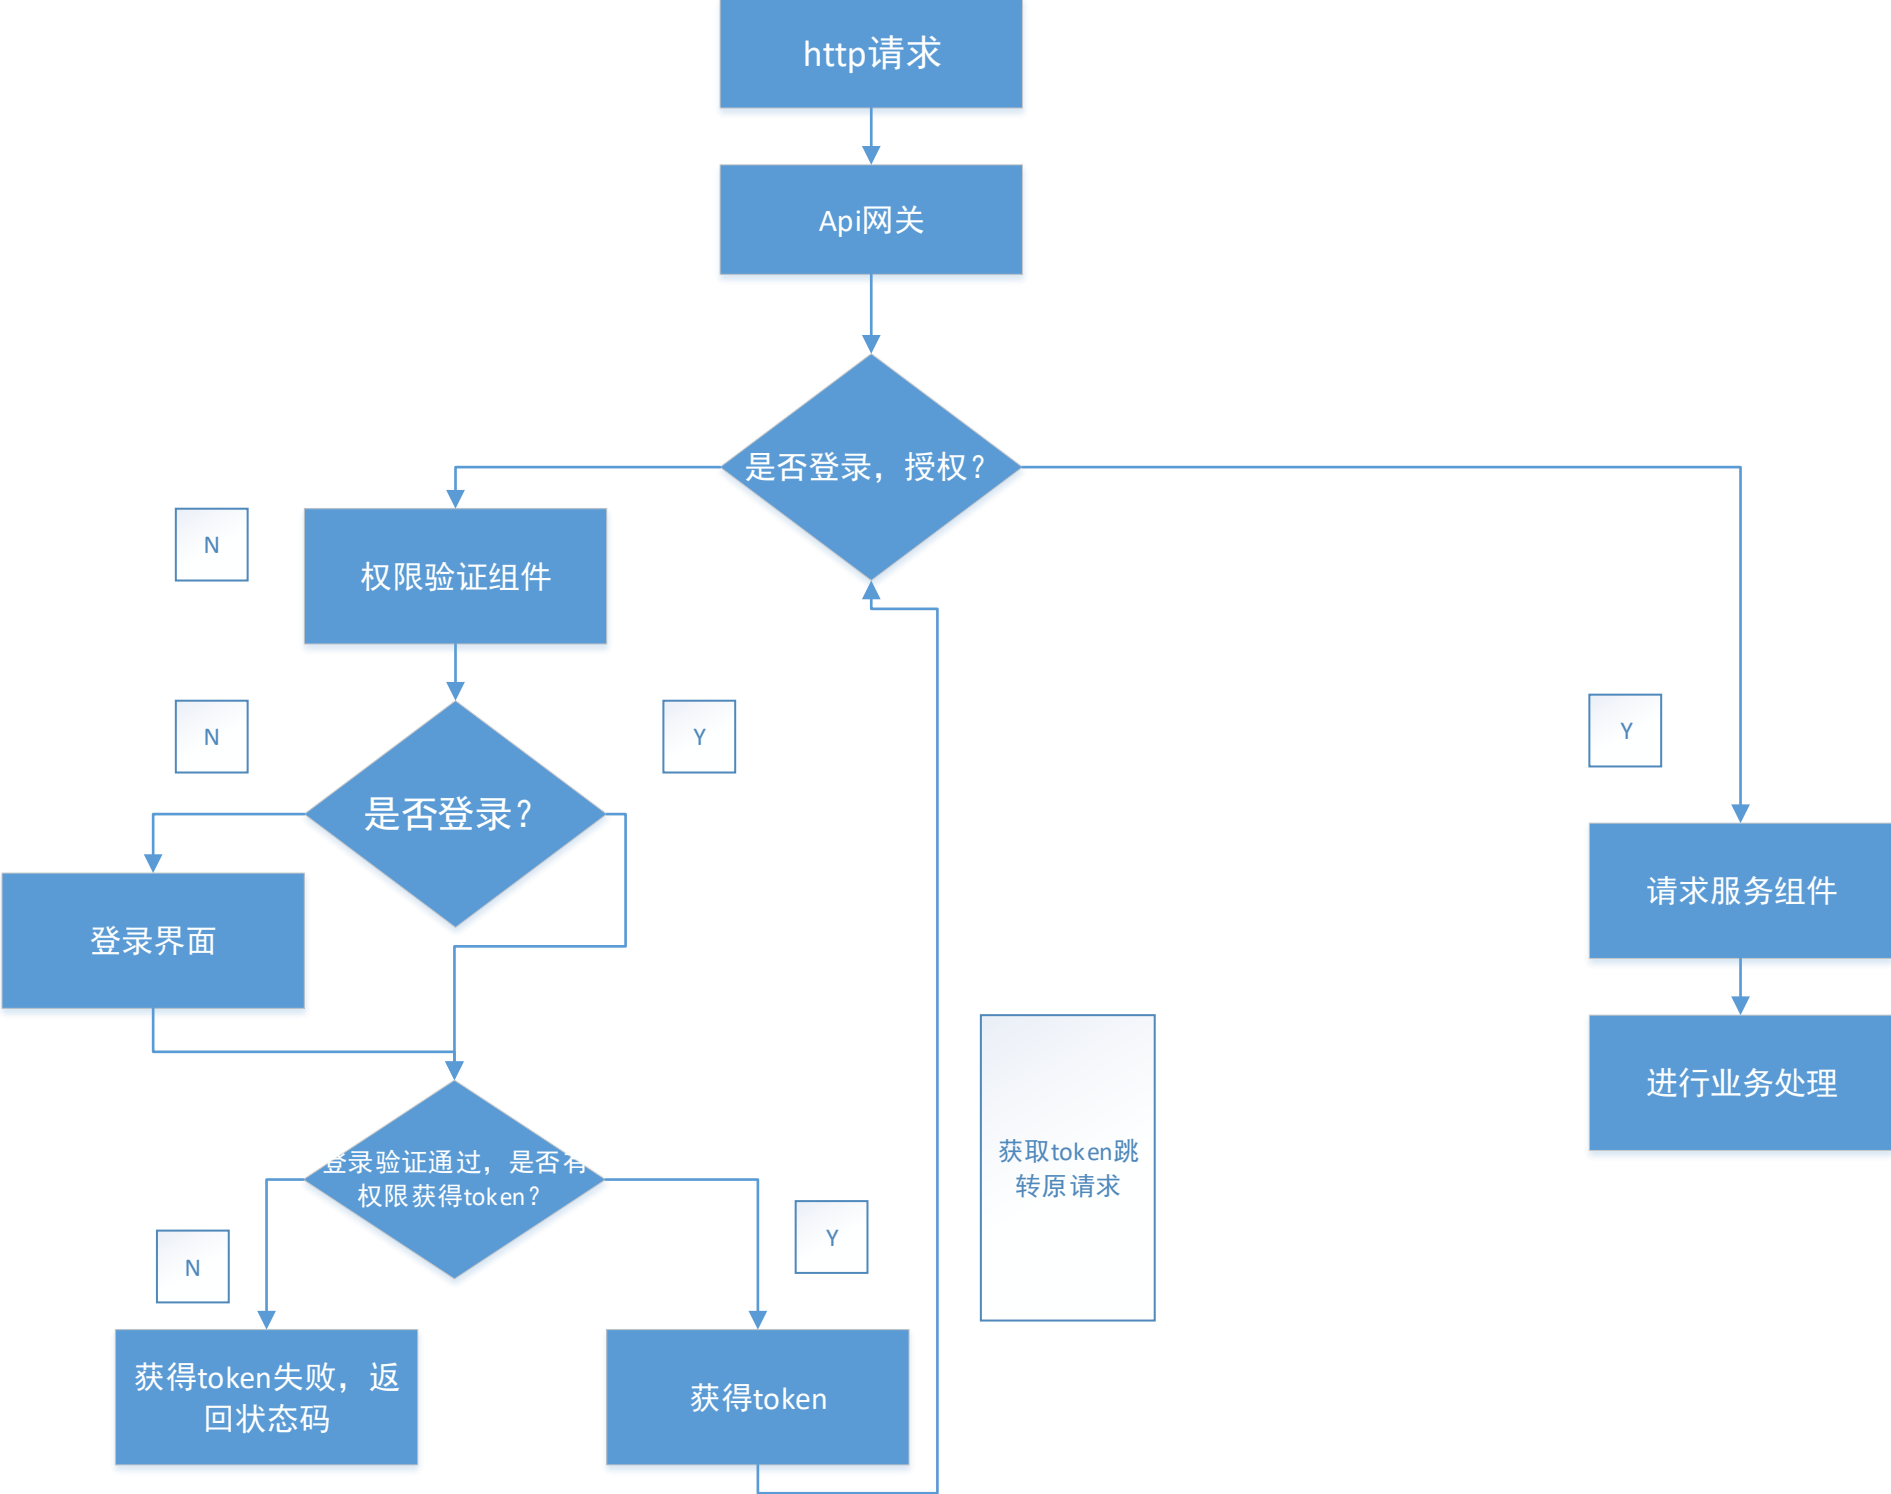 http请求
Api网关
是否登录，授权？
N
权限验证组件
N
Y
Y
是否登录？
请求服务组件
登录界面
进行业务处理
获取token跳
转原请求
登录验证通过，是否有
权限获得token？
Y
N
获得token失败，返
回状态码
获得token